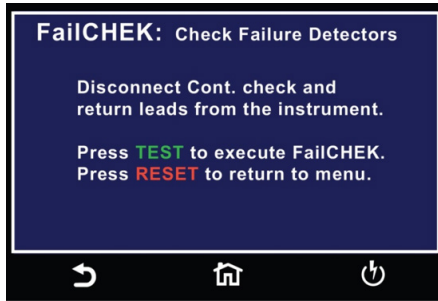 FailCHEK: Check Failure Detectors
Disconnect Cont. check and
return leads from the instrument.
Press TEST to execute FailCHEK.
Press RESET to return to menu.